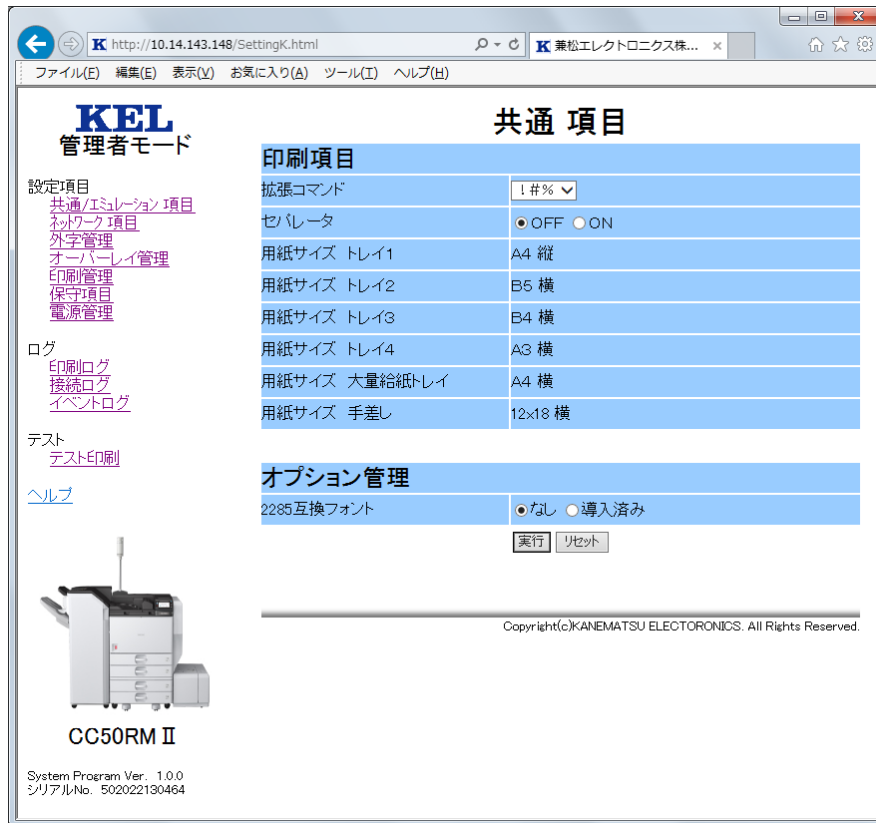 http://10.14.143.148/SettingK.html
兼松エレクトロニクス株...
ファイル(F) 編集(E) 表示(V) お気に入り(A) ツール(T) ヘルプ(H)
KEL
管理者モード
設定項目
共通/エミュレーション 項目
ネットワーク 項目
外字管理
オーバーレイ管理
印刷管理
保守項目
電源管理
ログ
印刷ログ
接続ログ
イベントログ
テスト
テスト印刷
ヘルプ
CC50RM Ⅱ
System Program Ver. 1.0.0
シリアルNo. 502022130464
共通 項目
印刷項目
拡張コマンド !#%
セパレータ OFF ON
用紙サイズ トレイ1 A4 縦
用紙サイズ トレイ2 B5 横
用紙サイズ トレイ3 B4 横
用紙サイズ トレイ4 A3 横
用紙サイズ 大量給紙トレイ A4 横
用紙サイズ 手差し 12x18 横
オプション管理
2285互換フォント なし 導入済み
実行 リセット
Copyright(c)KANEMATSU ELECTORONICS. All Rights Reserved.